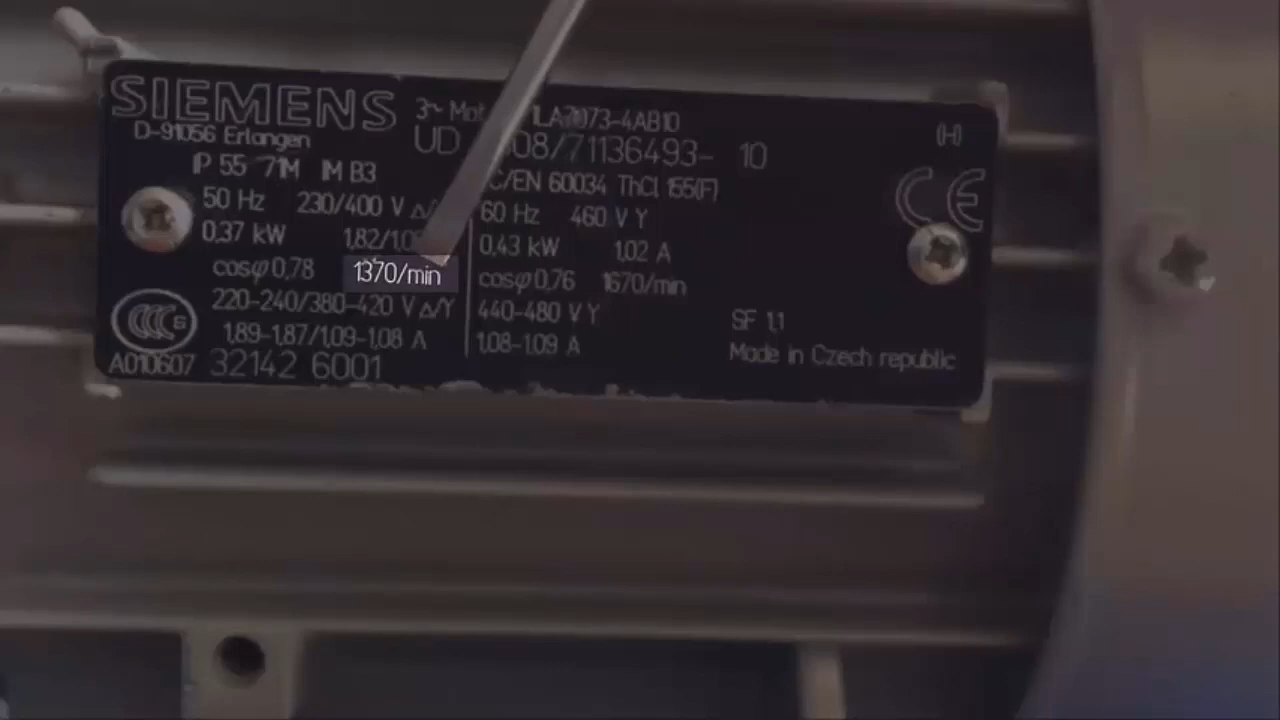 SIEMENS
D-91056 Erlangen
3~ Mot 1LA7073-4AB10
UD 08/71136493- 10
(H)
IP 55 71M IM B3
C/EN 60034 ThCl 155(F)
CE
50 Hz 230/400 V Δ/
60 Hz 460 V Y
0,37 kW 1,82/1,0
0,43 kW 1,02 A
cosφ 0,78 1370/min
cosφ 0,76 1670/min
220-240/380-420 V Δ/Y
440-480 V Y
1,89-1,87/1,09-1,08 A
1,08-1,09 A
SF 1,1
Made in Czech republic
CCC S
A010607 32142 6001